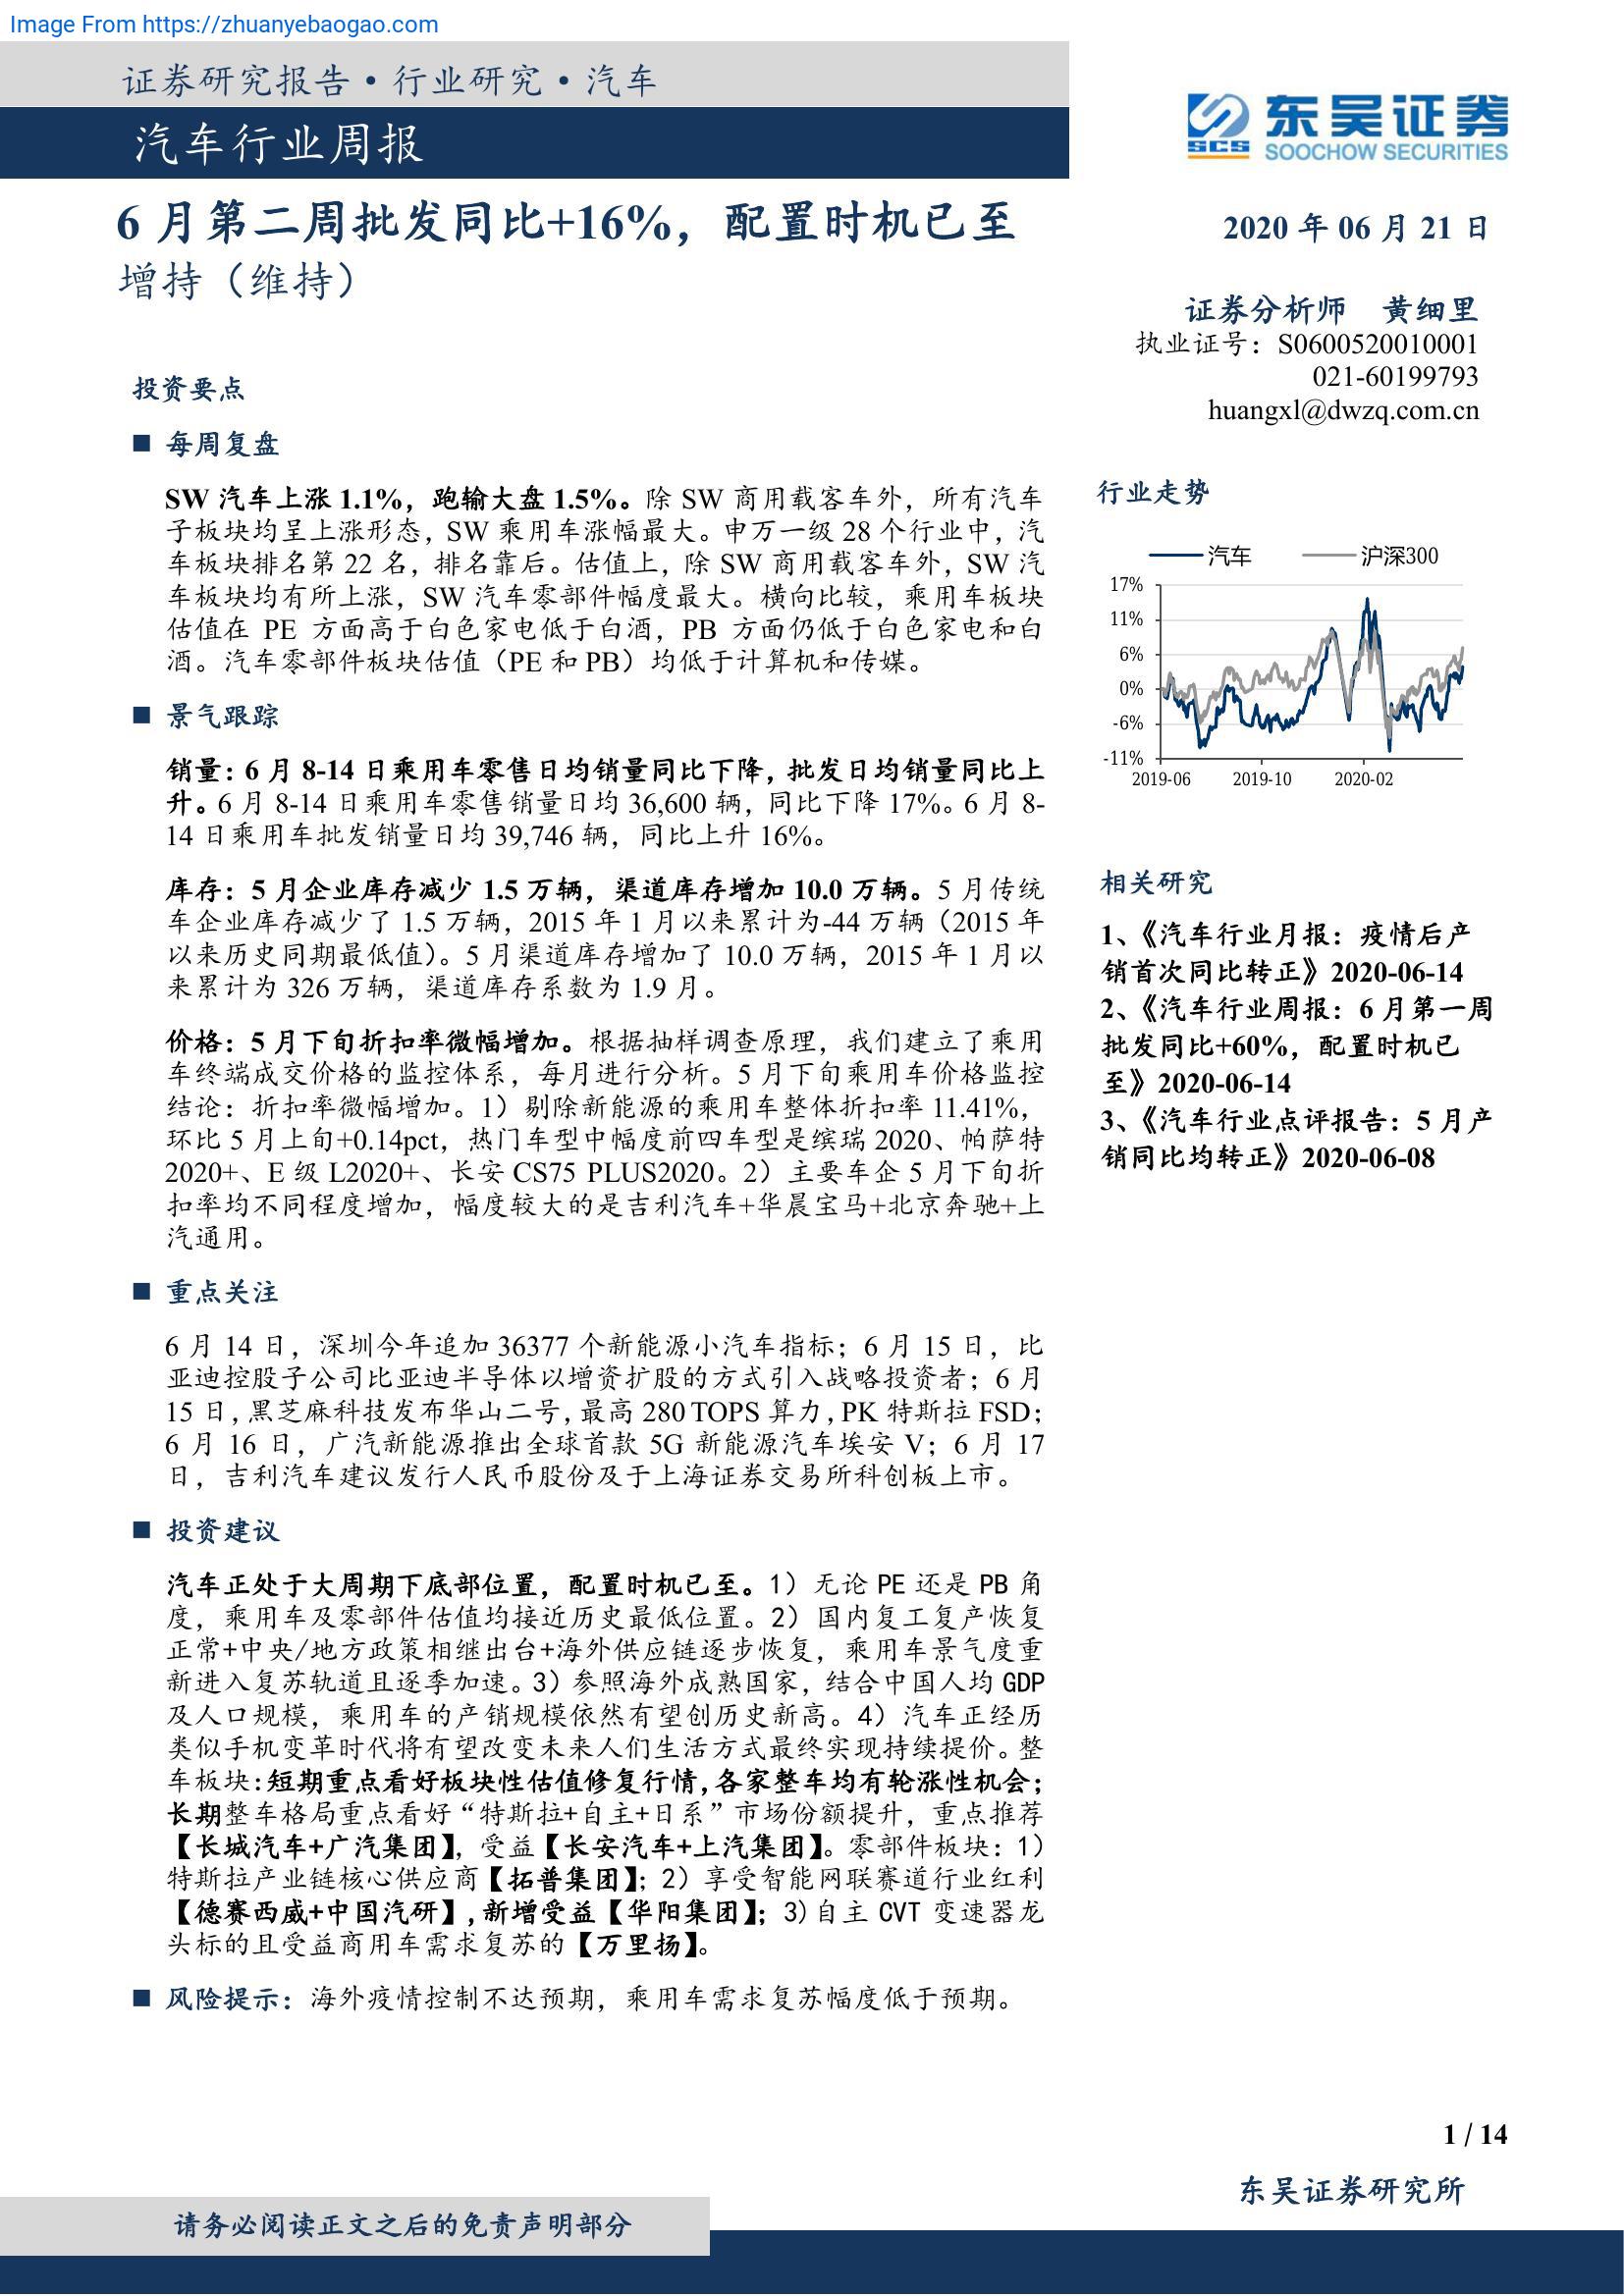 Image From https://zhuanyebaogao.com
证券研究报告·行业研究·汽车
汽车行业周报
东吴证券
SCS
SOOCHOW SECURITIES
6 月第二周批发同比+16%，配置时机已至
增持（维持）
2020 年 06 月 21 日
证券分析师 黄细里
执业证号：S0600520010001
021-60199793
huangxl@dwzq.com.cn
投资要点
■ 每周复盘
SW 汽车上涨 1.1%，跑输大盘 1.5%。除 SW 商用载客车外，所有汽车
子板块均呈上涨形态，SW 乘用车涨幅最大。申万一级 28 个行业中，汽
车板块排名第 22 名，排名靠后。估值上，除 SW 商用载客车外，SW 汽
车板块均有所上涨，SW 汽车零部件幅度最大。横向比较，乘用车板块
估值在 PE 方面高于白色家电低于白酒，PB 方面仍低于白色家电和白
酒。汽车零部件板块估值（PE 和 PB）均低于计算机和传媒。
■ 景气跟踪
销量：6 月 8-14 日乘用车零售日均销量同比下降，批发日均销量同比上
升。6 月 8-14 日乘用车零售销量日均 36,600 辆，同比下降 17%。6 月 8-
14 日乘用车批发销量日均 39,746 辆，同比上升 16%。
库存：5 月企业库存减少 1.5 万辆，渠道库存增加 10.0 万辆。5 月传统
车企业库存减少了 1.5 万辆，2015 年 1 月以来累计为-44 万辆（2015 年
以来历史同期最低值）。5 月渠道库存增加了 10.0 万辆，2015 年 1 月以
来累计为 326 万辆，渠道库存系数为 1.9 月。
价格：5 月下旬折扣率微幅增加。根据抽样调查原理，我们建立了乘用
车终端成交价格的监控体系，每月进行分析。5 月下旬乘用车价格监控
结论：折扣率微幅增加。1）剔除新能源的乘用车整体折扣率 11.41%，
环比 5 月上旬+0.14pct，热门车型中幅度前四车型是缤瑞 2020、帕萨特
2020+、E 级 L2020+、长安 CS75 PLUS2020。2）主要车企 5 月下旬折
扣率均不同程度增加，幅度较大的是吉利汽车+华晨宝马+北京奔驰+上
汽通用。
■ 重点关注
6 月 14 日，深圳今年追加 36377 个新能源小汽车指标；6 月 15 日，比
亚迪控股子公司比亚迪半导体以增资扩股的方式引入战略投资者；6 月
15 日，黑芝麻科技发布华山二号，最高 280 TOPS 算力，PK 特斯拉 FSD；
6 月 16 日，广汽新能源推出全球首款 5G 新能源汽车埃安 V；6 月 17
日，吉利汽车建议发行人民币股份及于上海证券交易所科创板上市。
■ 投资建议
汽车正处于大周期下底部位置，配置时机已至。1）无论 PE 还是 PB 角
度，乘用车及零部件估值均接近历史最低位置。2）国内复工复产恢复
正常+中央/地方政策相继出台+海外供应链逐步恢复，乘用车景气度重
新进入复苏轨道且逐季加速。3）参照海外成熟国家，结合中国人均 GDP
及人口规模，乘用车的产销规模依然有望创历史新高。4）汽车正经历
类似手机变革时代将有望改变未来人们生活方式最终实现持续提价。整
车板块：短期重点看好板块性估值修复行情，各家整车均有轮涨性机会；
长期整车格局重点看好“特斯拉+自主+日系”市场份额提升，重点推荐
【长城汽车+广汽集团】，受益【长安汽车+上汽集团】。零部件板块：1）
特斯拉产业链核心供应商【拓普集团】；2）享受智能网联赛道行业红利
【德赛西威+中国汽研】，新增受益【华阳集团】；3）自主 CVT 变速器龙
头标的且受益商用车需求复苏的【万里扬】。
■ 风险提示：海外疫情控制不达预期，乘用车需求复苏幅度低于预期。
行业走势
汽车 沪深300
17%
11%
6%
0%
-6%
-11%
2019-06 2019-10 2020-02
相关研究
1、《汽车行业月报：疫情后产
销首次同比转正》2020-06-14
2、《汽车行业周报：6 月第一周
批发同比+60%，配置时机已
至》2020-06-14
3、《汽车行业点评报告：5 月产
销同比均转正》2020-06-08
1 / 14
东吴证券研究所
请务必阅读正文之后的免责声明部分